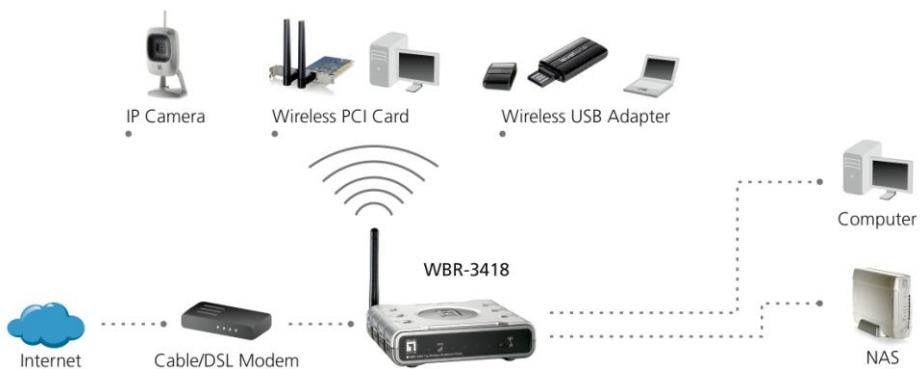 IP Camera
Wireless PCI Card
Wireless USB Adapter
Computer
WBR-3418
Internet
Cable/DSL Modem
NAS